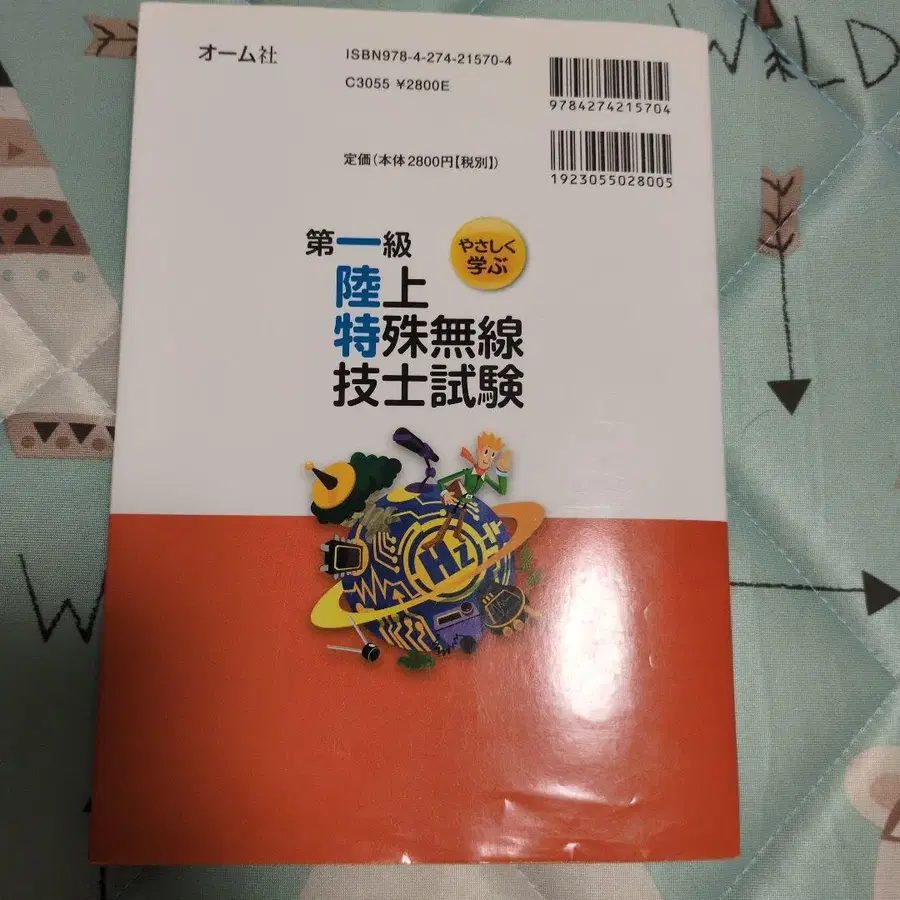 オーム社
ISBN978-4-274-21570-4
C3055 ¥2800E
9784274215704
定価(本体2800円【税別】)
1923055028005
やさしく
学ぶ
第一級
陸上
特殊無線
技士試験
Hz
WILD
W